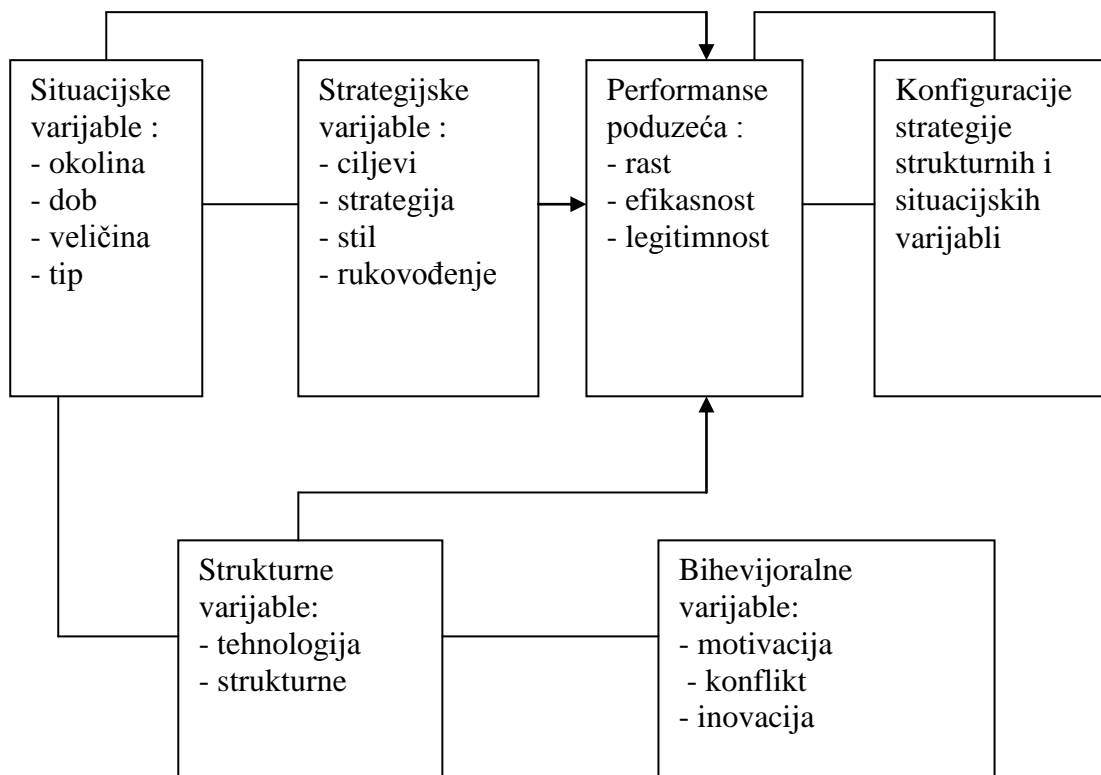 Situacijske
varijable :
- okolina
- dob
- veličina
- tip
Strategijske
varijable :
- ciljevi
- strategija
- stil
- rukovođenje
Performanse
poduzeća :
- rast
- efikasnost
- legitimnost
Konfiguracije
strategije
strukturnih i
situacijskih
varijabli
Strukturne
varijable:
- tehnologija
- strukturne
Bihevijoralne
varijable:
- motivacija
- konflikt
- inovacija